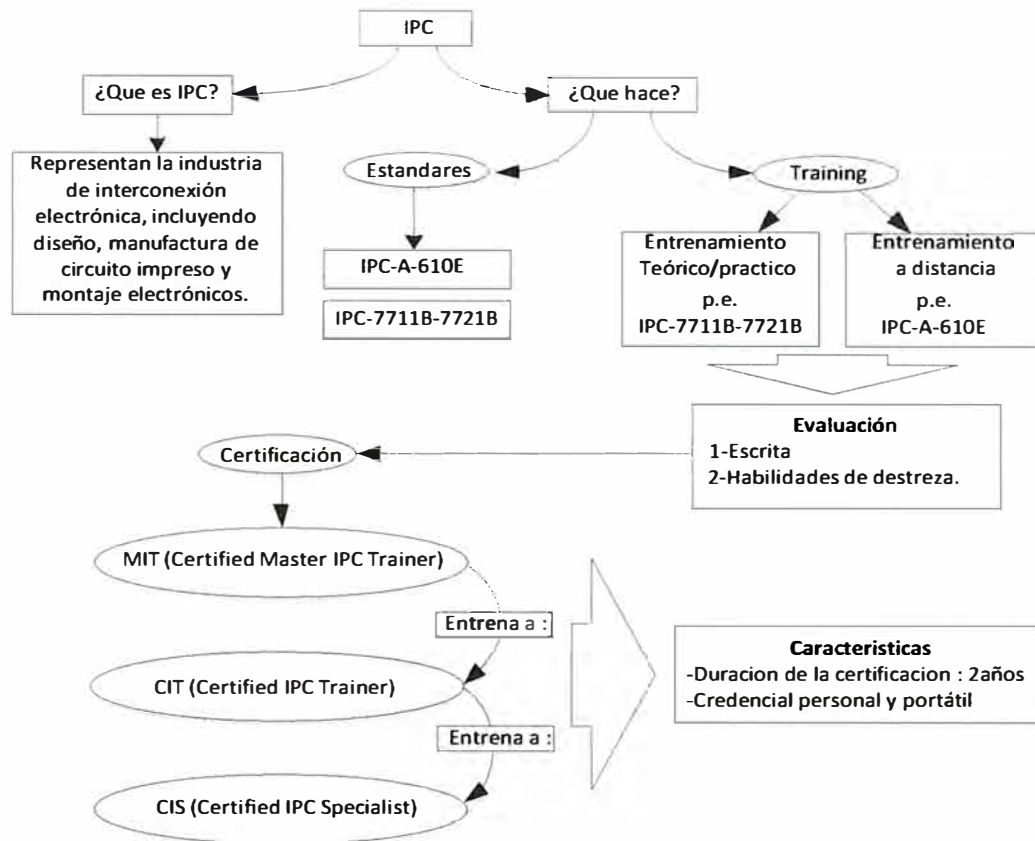 IPC
¿Que es IPC?
¿Que hace?
Representan la industria
de interconexión
electrónica, incluyendo
diseño, manufactura de
circuito impreso y
montaje electrónicos.
Estandares
IPC-A-610E
IPC-7711B-7721B
Training
Entrenamiento
Teórico/practico
p.e.
IPC-7711B-7721B
Entrenamiento
a distancia
p.e.
IPC-A-610E
Evaluación
1-Escrita
2-Habilidades de destreza.
Certificación
MIT (Certified Master IPC Trainer)
Entrena a :
CIT (Certified IPC Trainer)
Entrena a :
CIS (Certified IPC Specialist)
Caracteristicas
-Duracion de la certificacion : 2años
-Credencial personal y portátil